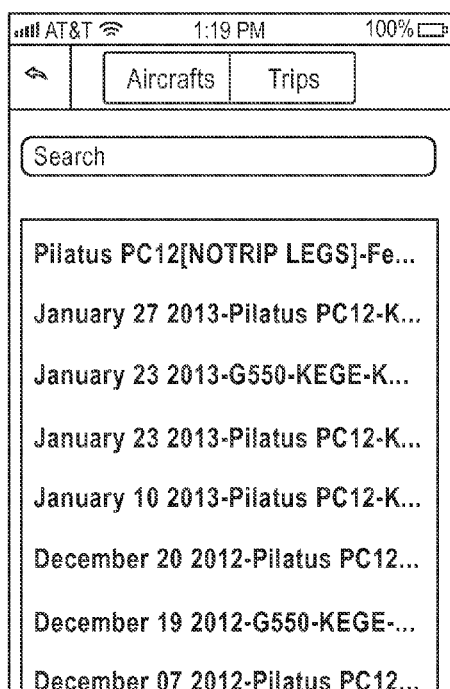 AT&T 1:19 PM 100%
Aircrafts Trips
Search
Pilatus PC12[NOTRIP LEGS]-Fe...
January 27 2013-Pilatus PC12-K...
January 23 2013-G550-KEGE-K...
January 23 2013-Pilatus PC12-K...
January 10 2013-Pilatus PC12-K...
December 20 2012-Pilatus PC12...
December 19 2012-G550-KEGE-...
December 07 2012-Pilatus PC12...